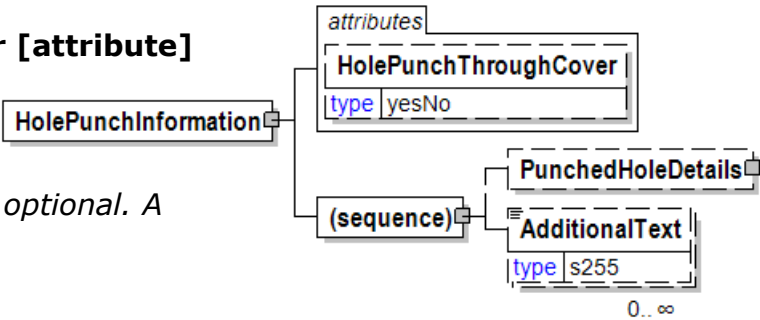 r [attribute]
optional. A
HolePunchInformation
attributes
HolePunchThroughCover
type yesNo
(sequence)
PunchedHoleDetails
AdditionalText
type s255
0.. ∞